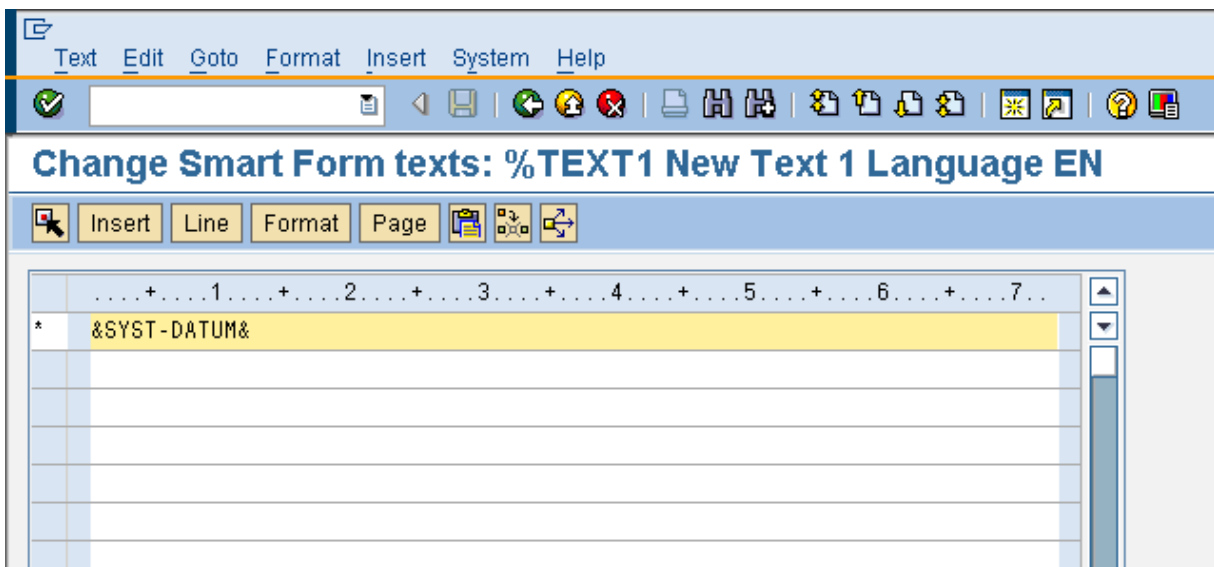 Text Edit Goto Format Insert System Help
Change Smart Form texts: %TEXT1 New Text 1 Language EN
Insert Line Format Page
....+....1....+....2....+....3....+....4....+....5....+....6....+....7..
* &SYST-DATUM&